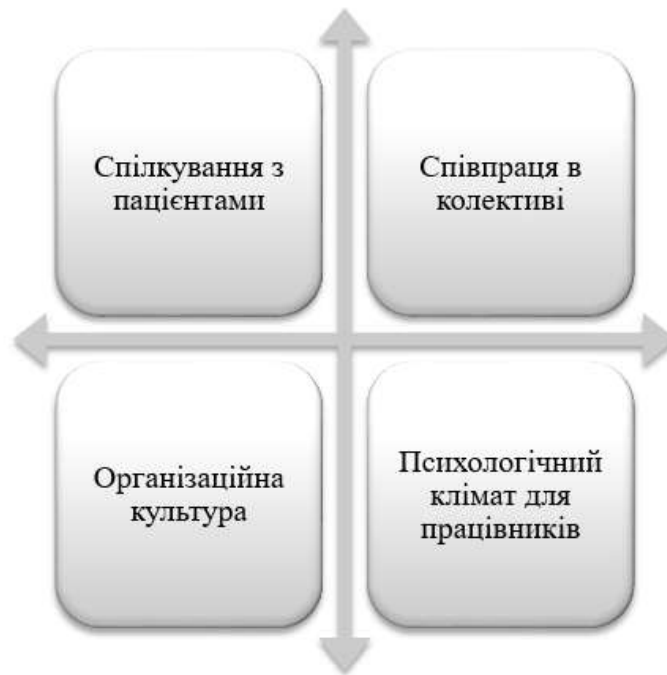 Спілкування з
пацієнтами
Співпраця в
колективі
Організаційна
культура
Психологічний
клімат для
працівників